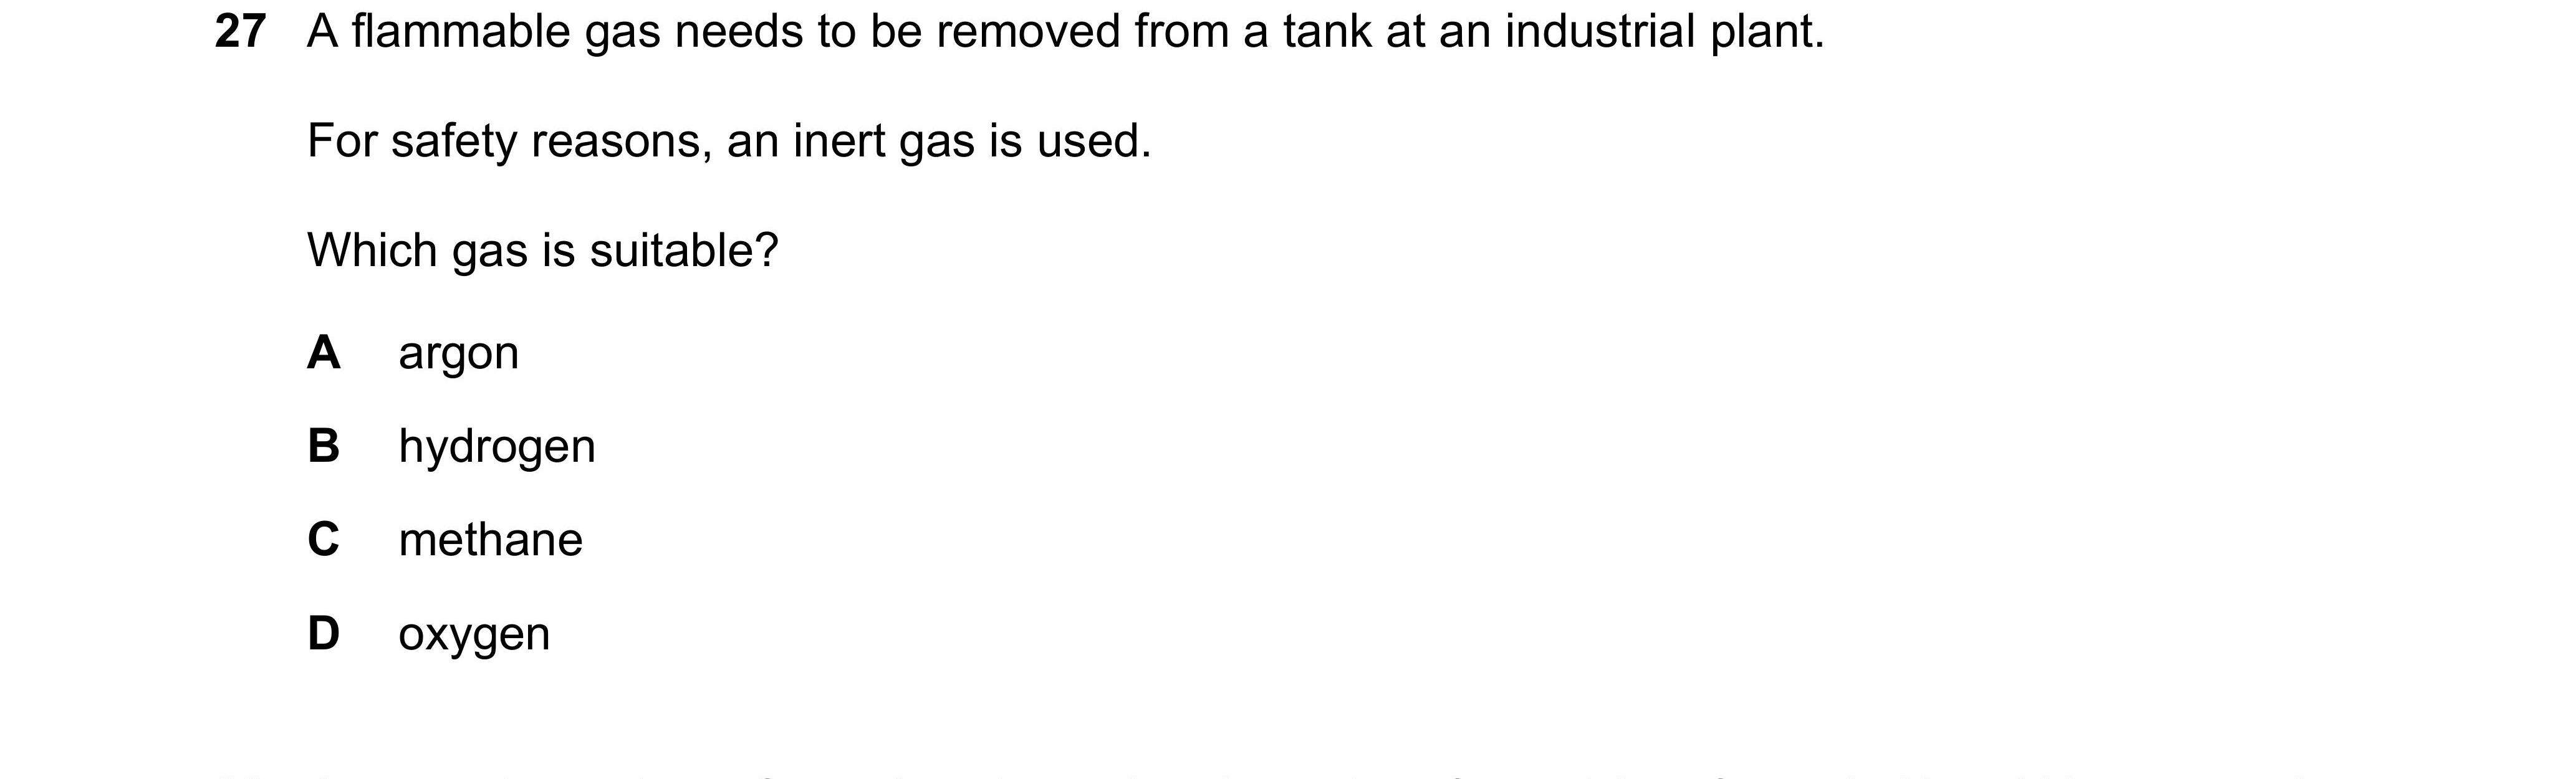 27 A flammable gas needs to be removed from a tank at an industrial plant.
For safety reasons, an inert gas is used.
Which gas is suitable?
A argon
B hydrogen
C methane
D oxygen